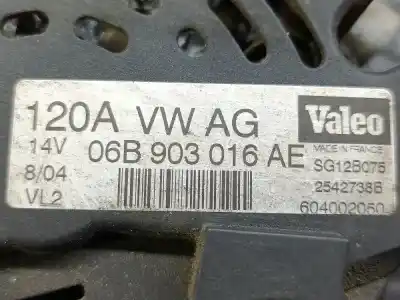 120A VW AG
Valeo
14V
06B 903 016 AE
MADE IN FRANCE
8/04
SG12B075
VL2
2542738B
604002050